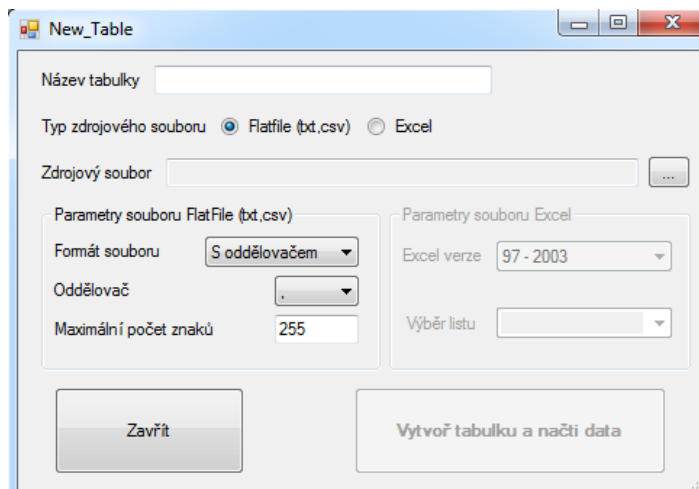 New_Table
Název tabulky
Typ zdrojového souboru Flatfile (txt,csv) Excel
Zdrojový soubor ...
Parametry souboru FlatFile (txt,csv)
Formát souboru S oddělovačem
Oddělovač ,
Maximální počet znaků 255
Parametry souboru Excel
Excel verze 97 - 2003
Výběr listu
Zavřít
Vytvoř tabulku a načti data